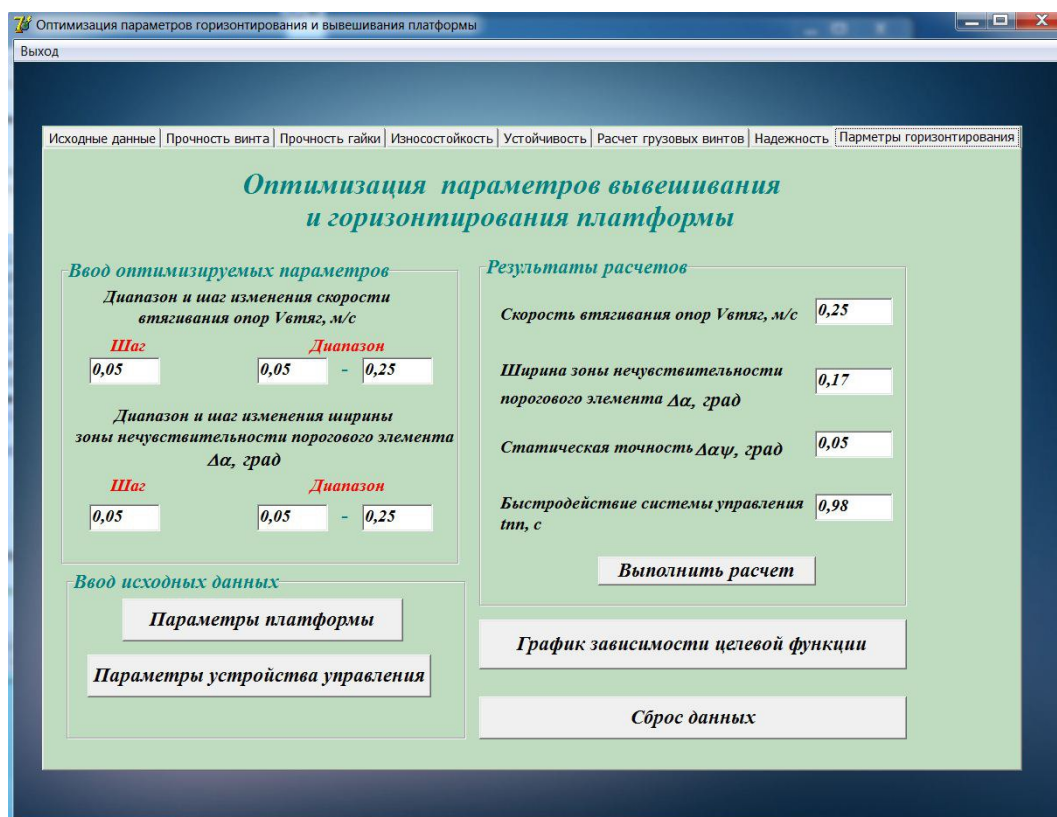 Оптимизация параметров горизонтирования и вывешивания платформы
Выход
Исходные данные Прочность винта Прочность гайки Износостойкость Устойчивость Расчет грузовых винтов Надежность Парметры горизонтирования
Оптимизация параметров вывешивания
и горизонтирования платформы
Ввод оптимизируемых параметров
Диапазон и шаг изменения скорости
втягивания опор Vвтяг, м/с
Шаг Диапазон
0,05 0,05 - 0,25
Диапазон и шаг изменения ширины
зоны нечувствительности порогового элемента
Δα, град
Шаг Диапазон
0,05 0,05 - 0,25
Ввод исходных данных
Параметры платформы
Параметры устройства управления
Результаты расчетов
Скорость втягивания опор Vвтяг, м/с 0,25
Ширина зоны нечувствительности
порогового элемента Δα, град 0,17
Статическая точность Δαψ, град 0,05
Быстродействие системы управления 0,98
tпп, с
Выполнить расчет
График зависимости целевой функции
Сброс данных